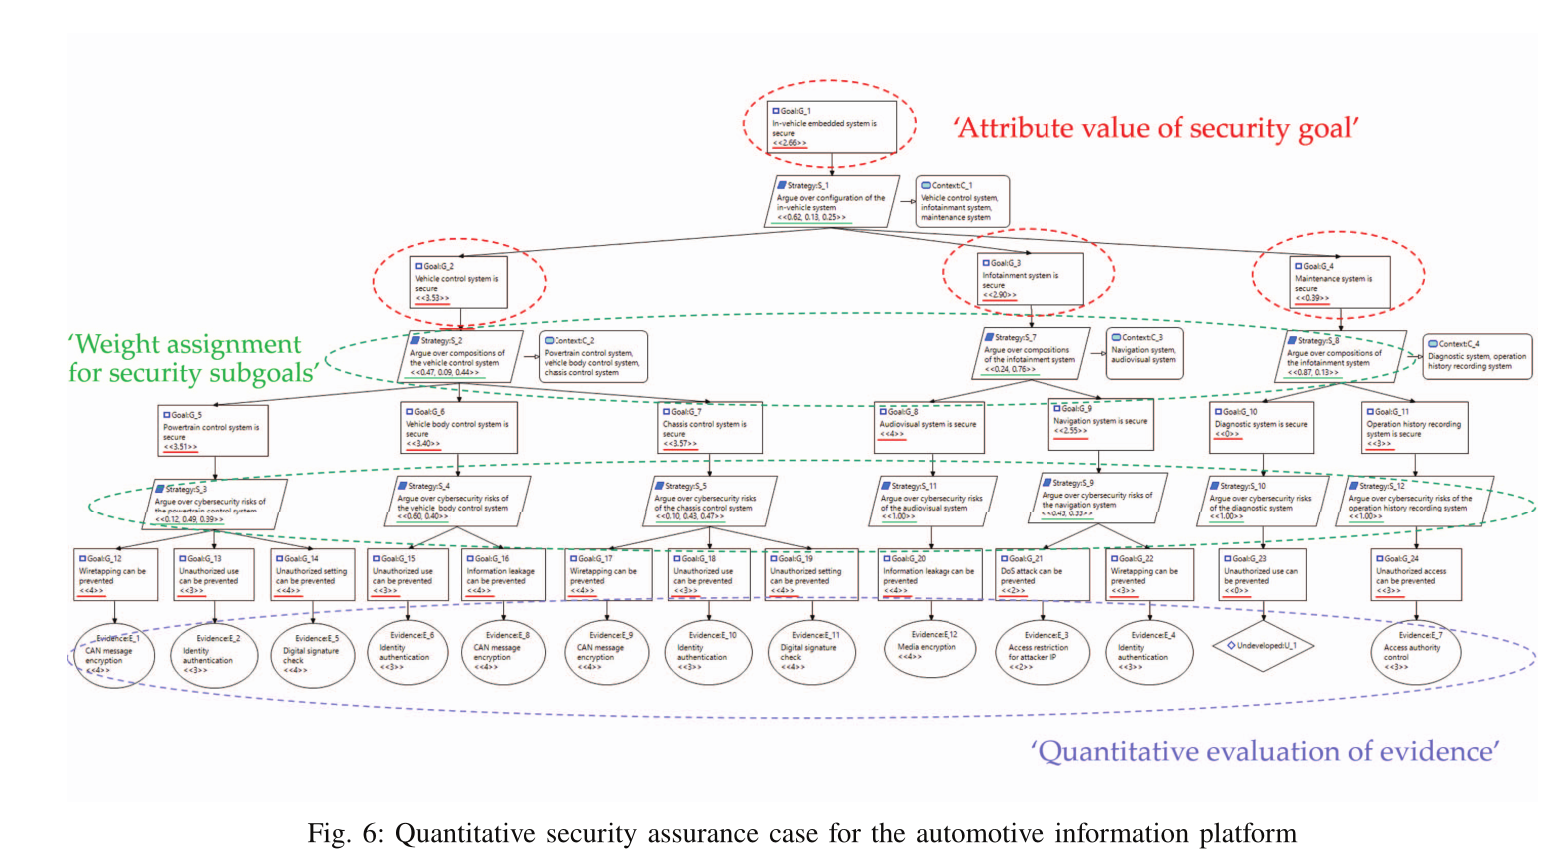 Goal:G_1
In-vehicle embedded system is
secure
<<2.66>>
'Attribute value of security goal'
Strategy:S_1
Argue over configuration of the
in-vehicle system
<<0.62, 0.13, 0.25>>
Context:C_1
Vehicle control system,
infotainmant system,
maintenance system
Goal:G_2
Vehicle control system is
secure
<<3.53>>
Goal:G_3
Infotainment system is
secure
<<2.90>>
Goal:G_4
Maintenance system is
secure
<<0.39>>
'Weight assignment
for security subgoals'
Strategy:S_2
Argue over compositions of
the vehicle control system
<<0.47, 0.09, 0.44>>
Context:C_2
Powertrain control system,
vehicle body control system,
chassis control system
Strategy:S_7
Argue over compositions
of the infotainment system
<<0.24, 0.76>>
Context:C_3
Navigation system,
audiovisual system
Strategy:S_8
Argue over compositions of
the infotainment system
<<0.87, 0.13>>
Context:C_4
Diagnostic system, operation
history recording system
Goal:G_5
Powertrain control system is
secure
<<3.51>>
Goal:G_6
Vehicle body control system is
secure
<<3.40>>
Goal:G_7
Chassis control system is
secure
<<3.57>>
Goal:G_8
Audiovisual system is secure
<<4>>
Goal:G_9
Navigation system is secure
<<2.55>>
Goal:G_10
Diagnostic system is secure
<<0>>
Goal:G_11
Operation history recording
system is secure
<<3>>
Strategy:S_3
Argue over cybersecurity risks of
the powertrain control system
<<0.12, 0.49, 0.39>>
Strategy:S_4
Argue over cybersecurity risks of
the vehicle body control system
<<0.60, 0.40>>
Strategy:S_5
Argue over cybersecurity risks
of the chassis control system
<<0.10, 0.43, 0.47>>
Strategy:S_11
Argue over cybersecurity risks
of the audiovisual system
<<1.00>>
Strategy:S_9
Argue over cybersecurity risks of
the navigation system
Strategy:S_10
Argue over cybersecurity risks
of the diagnostic system
<<1.00>>
Strategy:S_12
Argue over cybersecurity risks of the
operation history recording system
<<1.00>>
Goal:G_12
Wiretapping can be
prevented
<<4>>
Goal:G_13
Unauthorized use
can be prevented
<<3>>
Goal:G_14
Unauthorized setting
can be prevented
<<4>>
Goal:G_15
Unauthorized use
can be prevented
<<3>>
Goal:G_16
Information leakage
can be prevented
<<4>>
Goal:G_17
Wiretapping can be
prevented
<<4>>
Goal:G_18
Unauthorized use
can be prevented
<<3>>
Goal:G_19
Unauthorized setting
can be prevented
<<4>>
Goal:G_20
Information leakage can be
prevented
<<4>>
Goal:G_21
DoS attack can be
prevented
<<2>>
Goal:G_22
Wiretapping can be
prevented
<<3>>
Goal:G_23
Unauthorized use can
be prevented
<<0>>
Goal:G_24
Unauthorized access
can be prevented
<<3>>
Evidence:E_1
CAN message
encryption
<<4>>
Evidence:E_2
Identity
authentication
<<3>>
Evidence:E_5
Digital signature
check
<<4>>
Evidence:E_6
Identity
authentication
<<3>>
Evidence:E_8
CAN message
encryption
<<4>>
Evidence:E_9
CAN message
encryption
<<4>>
Evidence:E_10
Identity
authentication
<<3>>
Evidence:E_11
Digital signature
check
<<4>>
Evidence:E_12
Media encryption
<<4>>
Evidence:E_3
Access restriction
for attacker IP
<<2>>
Evidence:E_4
Identity
authentication
<<3>>
Undeveloped:U_1
Evidence:E_7
Access authority
control
<<3>>
'Quantitative evaluation of evidence'
Fig. 6: Quantitative security assurance case for the automotive information platform